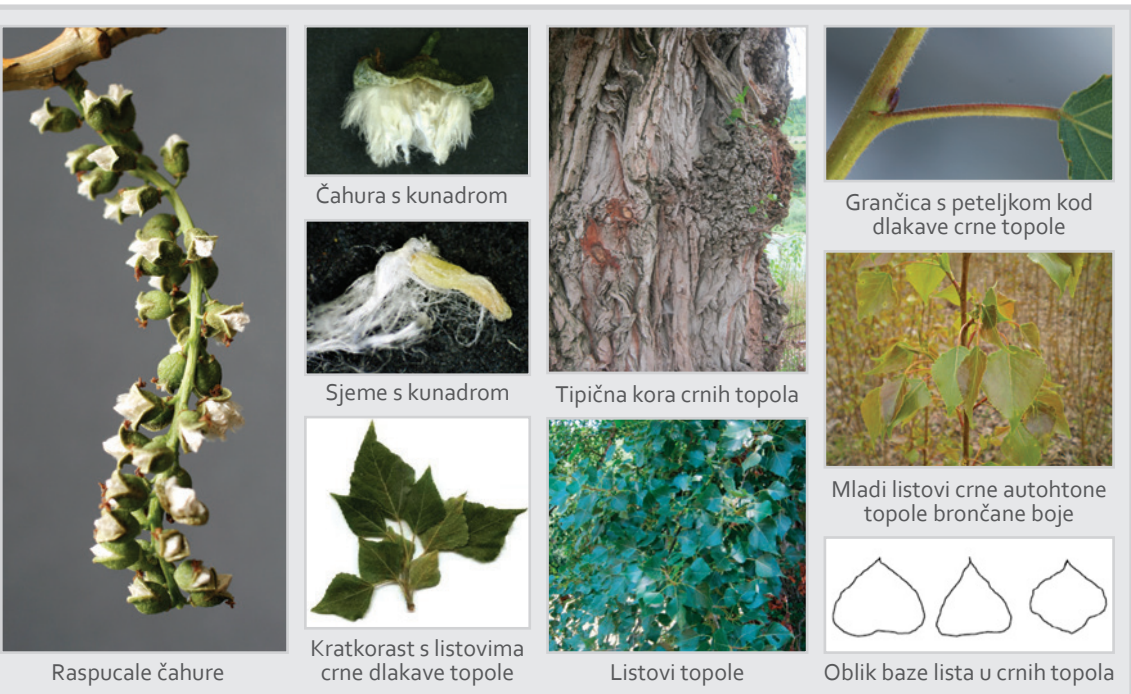 Raspucale čahure
Čahura s kunadrom
Sjeme s kunadrom
Kratkorast s listovima
crne dlakave topole
Tipična kora crnih topola
Listovi topole
Grančica s peteljkom kod
dlakave crne topole
Mladi listovi crne autohtone
topole brončane boje
Oblik baze lista u crnih topola